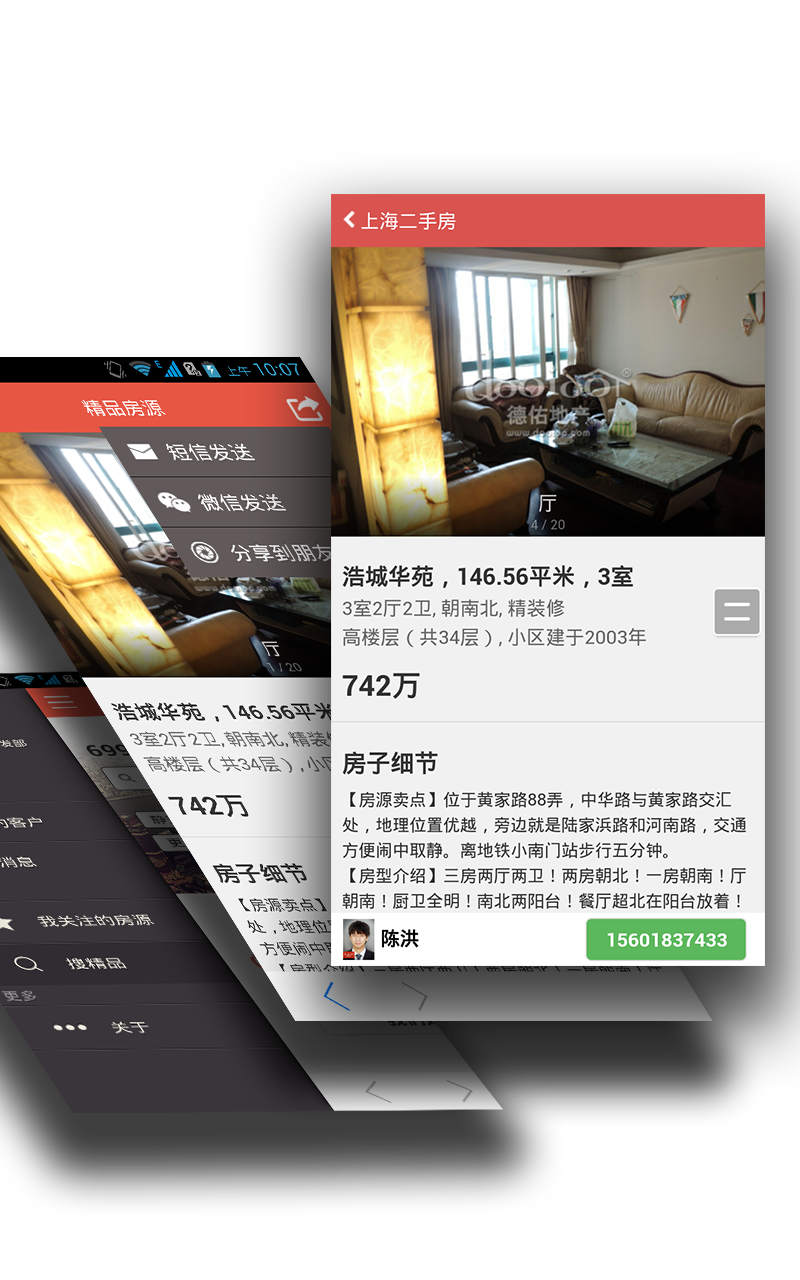 上海二手房
doooor®
德佑地产
www.dooioo.com
厅
4 / 20
浩城华苑，146.56平米，3室
3室2厅2卫, 朝南北, 精装修
高楼层（共34层）, 小区建于2003年
742万
房子细节
【房源卖点】位于黄家路88弄，中华路与黄家路交汇
处，地理位置优越，旁边就是陆家浜路和河南路，交通
方便闹中取静。离地铁小南门站步行五分钟。
【房型介绍】三房两厅两卫！两房朝北！一房朝南！厅
朝南！厨卫全明！南北两阳台！餐厅超北在阳台放着！
陈洪
15601837433
上午 10:07
精品房源
短信发送
微信发送
分享到朋友
厅
1 / 20
浩城华苑 ,146.56平米
3室2厅2卫, 朝南北, 精装
高楼层（共34层）, 小区
742万
房子细节
【房源卖点】
处，地理位置
方便闹中取
发部
客户
消息
我关注的房源
搜精品
更多
关于
699